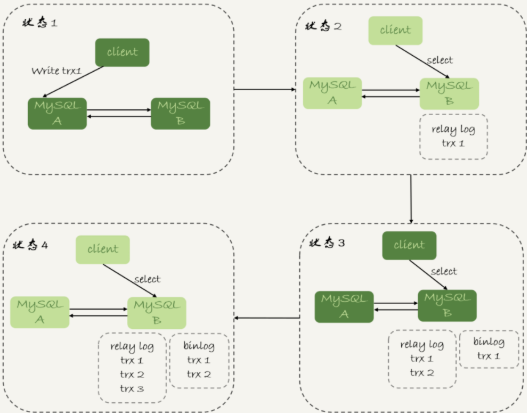 状态1
client
Write trx1
MySQL
A
MySQL
B
状态2
client
select
MySQL
A
MySQL
B
relay log
trx 1
状态3
client
select
MySQL
A
MySQL
B
relay log
trx 1
trx 2
binlog
trx 1
状态4
client
select
MySQL
A
MySQL
B
relay log
trx 1
trx 2
trx 3
binlog
trx 1
trx 2